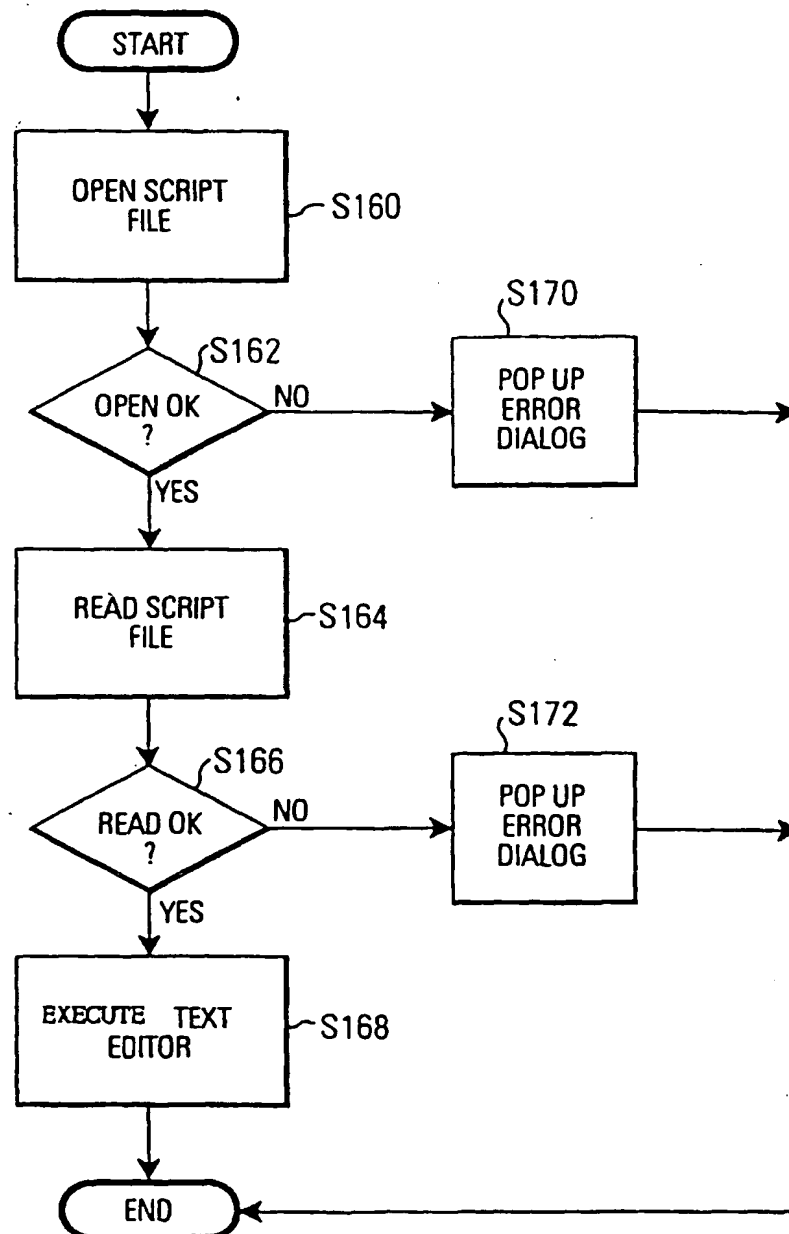 START
OPEN SCRIPT
FILE
S160
S170
S162
OPEN OK
?
NO
POP UP
ERROR
DIALOG
YES
READ SCRIPT
FILE
S164
S172
S166
READ OK
?
NO
POP UP
ERROR
DIALOG
YES
EXECUTE TEXT
EDITOR
S168
END